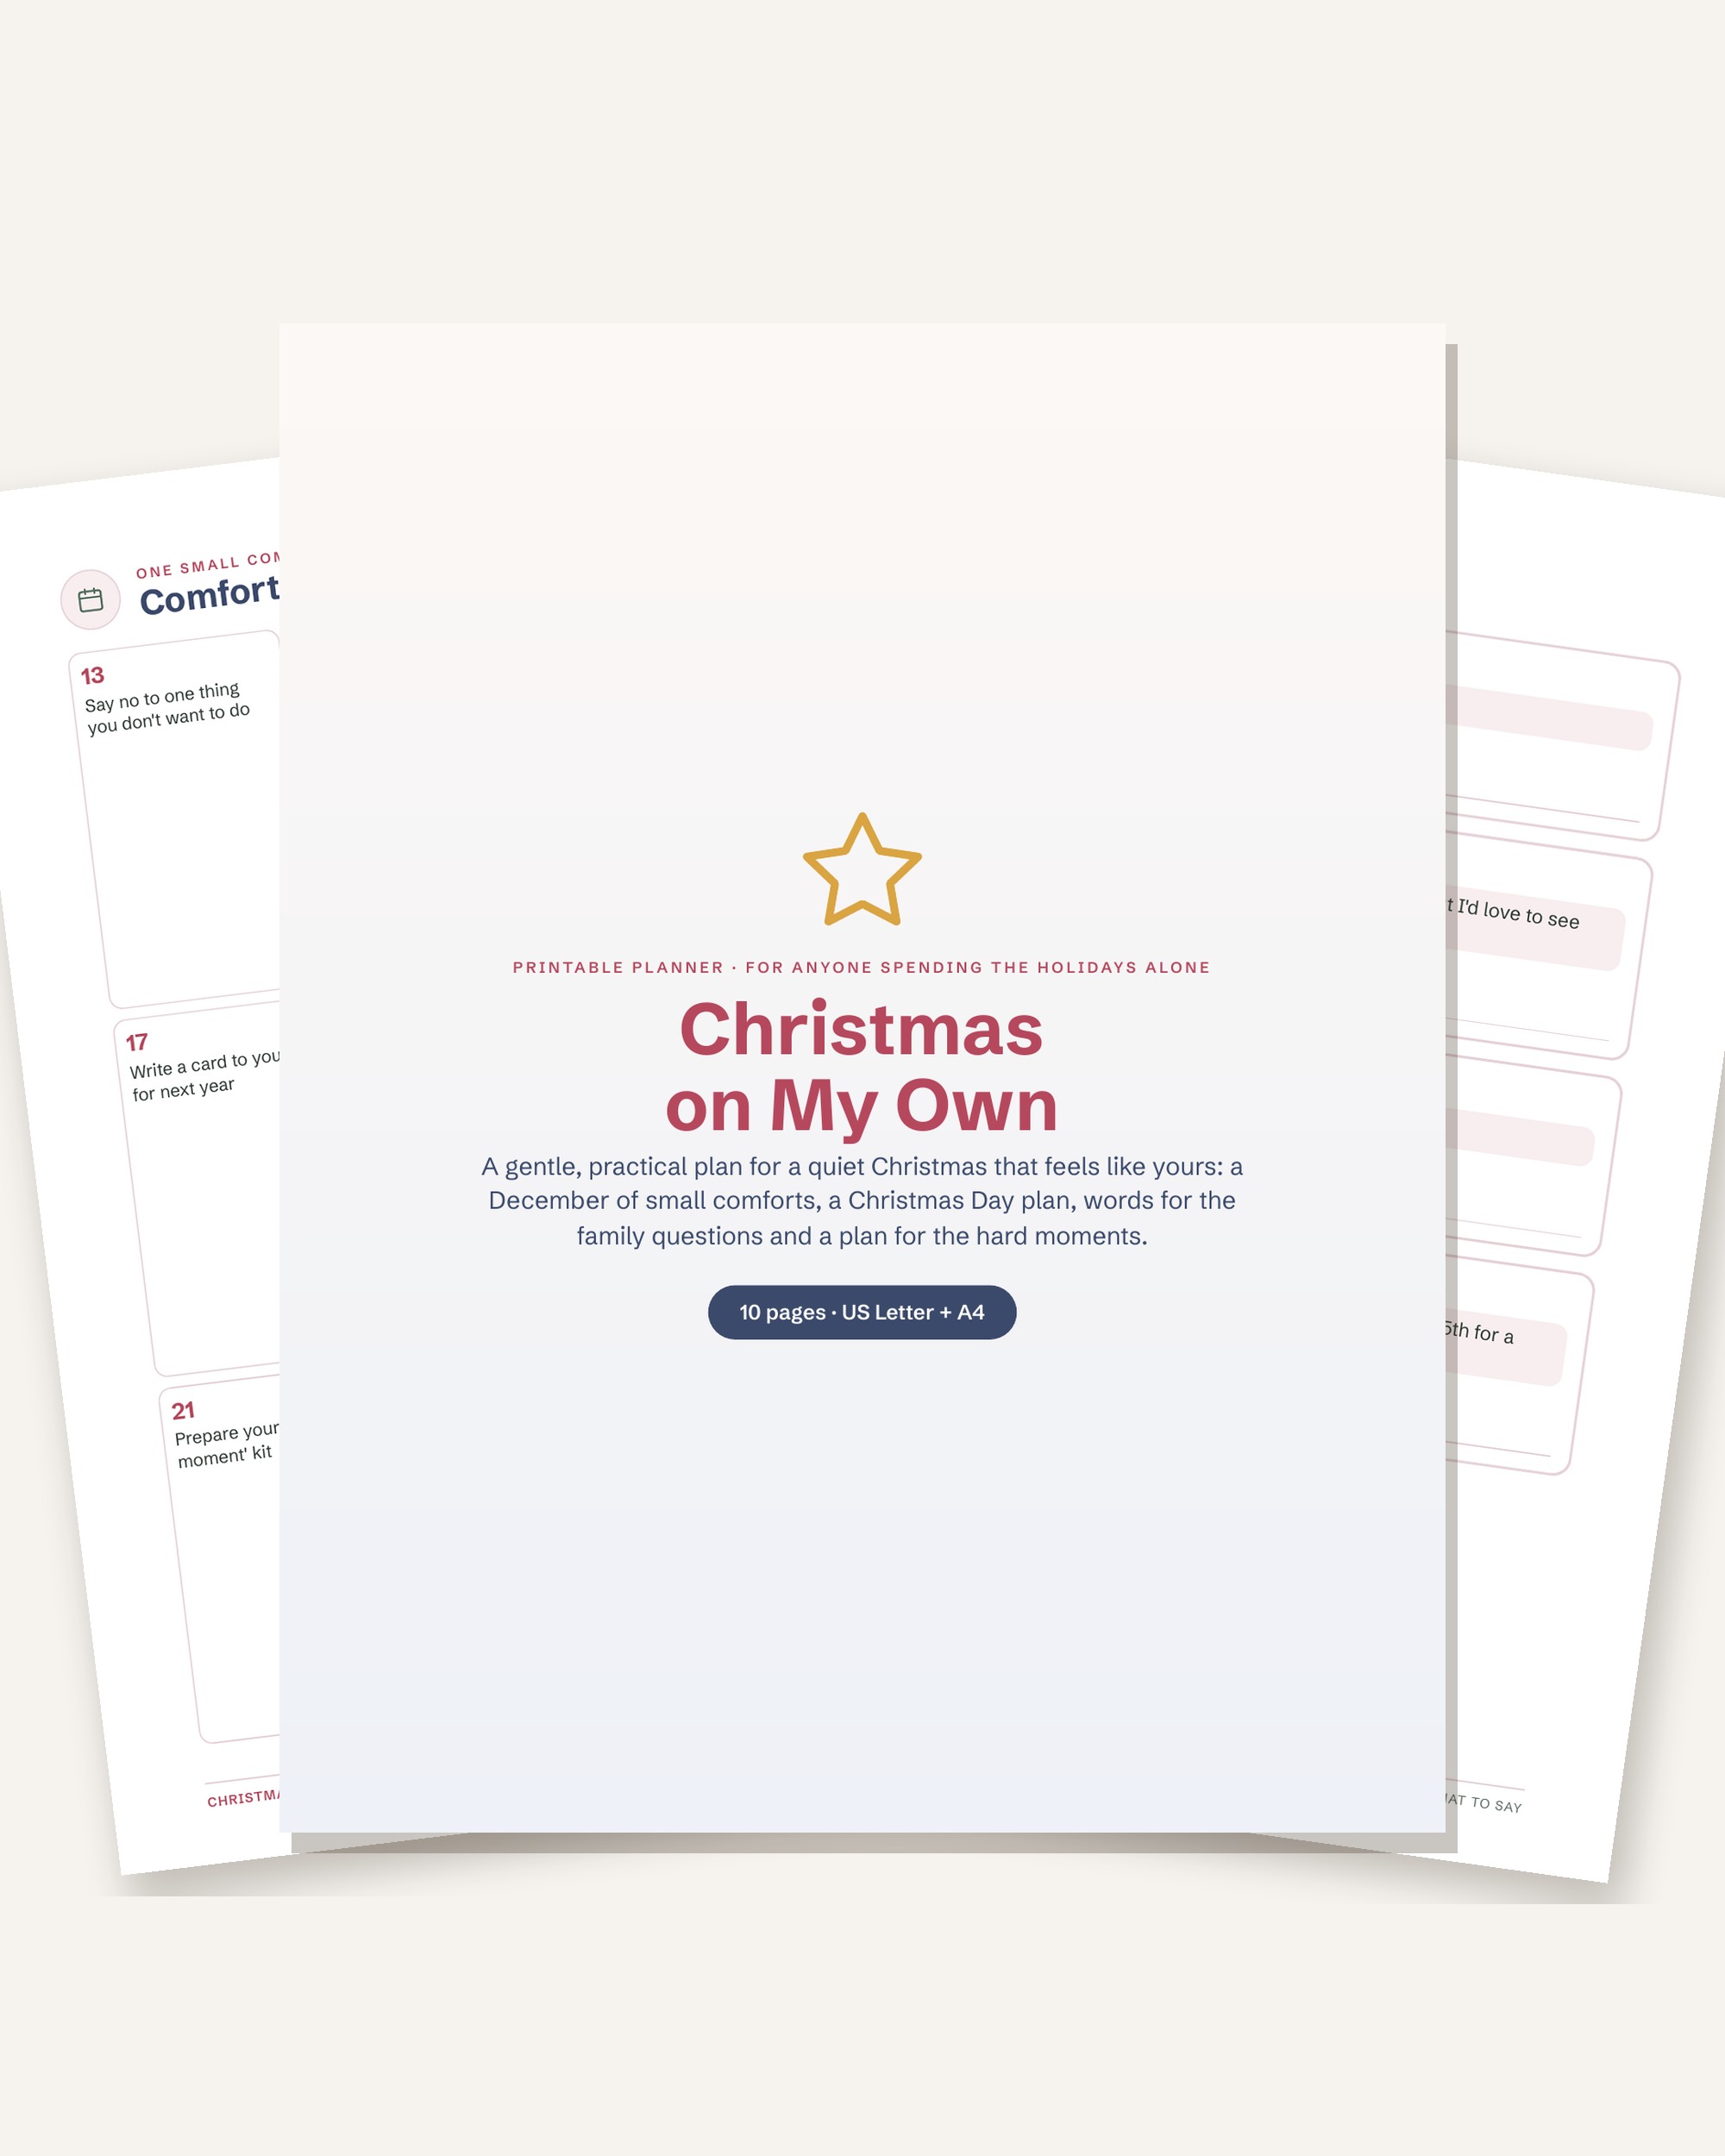 ONE SMALL
Comfort
13
Say no to one thing
you don't want to do
17
Write a card to
for next year
21
Prepare your
moment' kit
PRINTABLE PLANNER · FOR ANYONE SPENDING THE HOLIDAYS ALONE
Christmas
on My Own
A gentle, practical plan for a quiet Christmas that feels like yours: a
December of small comforts, a Christmas Day plan, words for the
family questions and a plan for the hard moments.
10 pages · US Letter + A4
I'd love to see
5th for a
TO SAY